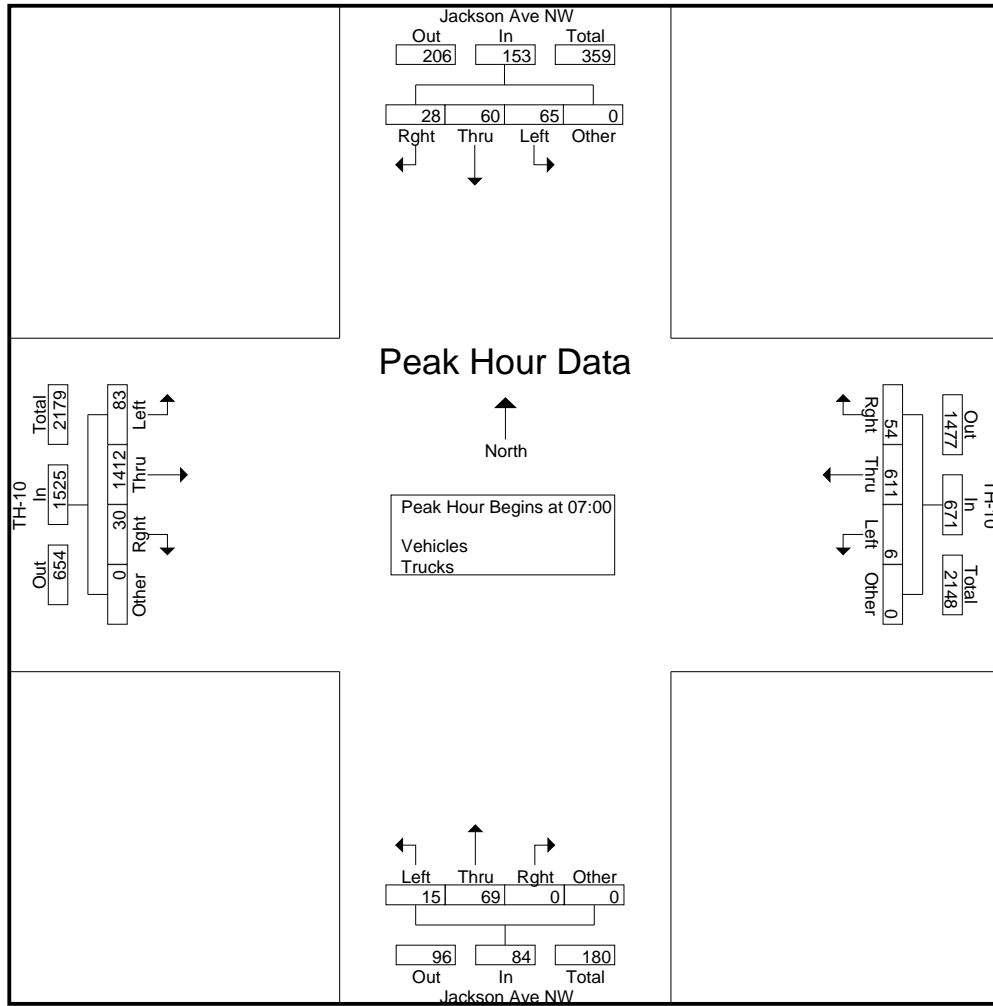 Jackson Ave NW
Out In Total
206 153 359
28 60 65 0
Rght Thru Left Other
Peak Hour Data
North
Peak Hour Begins at 07:00
Vehicles
Trucks
TH-10
Out In Total
654 1525 2179
Left Thru Rght Other
83 1412 30 0
TH-10
Out In Total
1477 671 2148
Rght Thru Left Other
54 611 6 0
Left Thru Rght Other
15 69 0 0
96 84 180
Out In Total
Jackson Ave NW